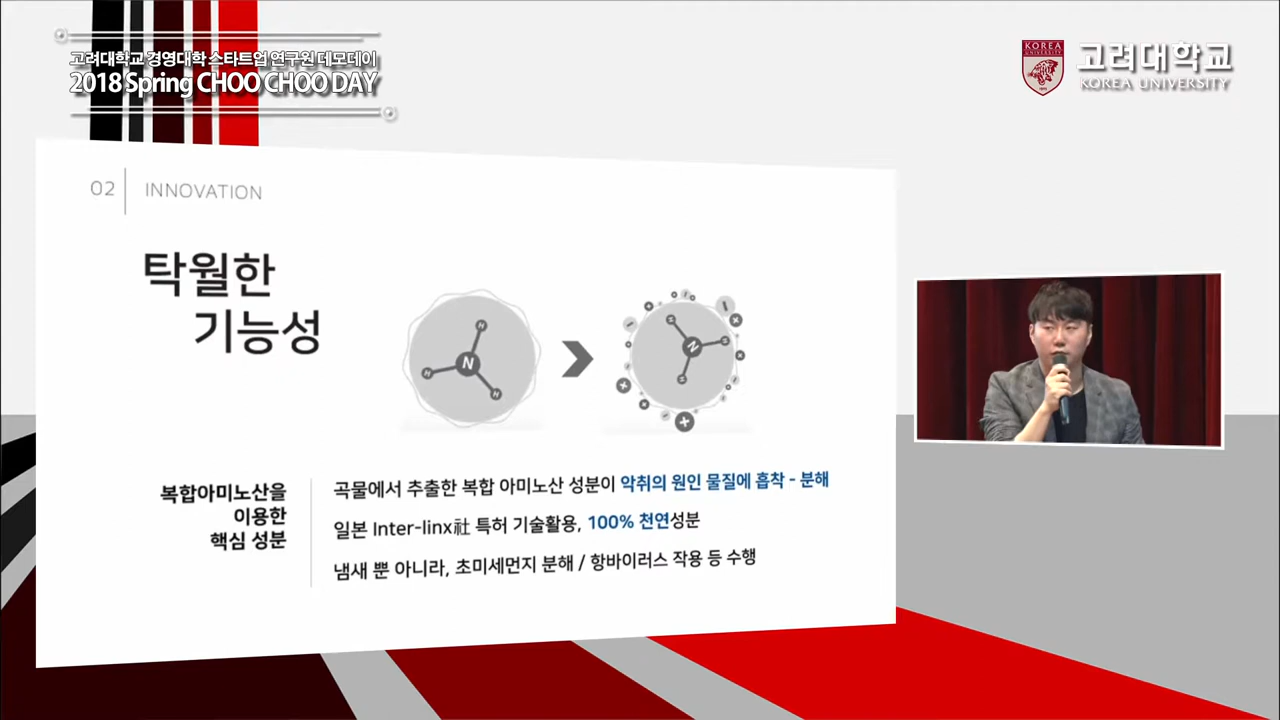 고려대학교 경영대학 스타트업 연구원 데모데이
2018 Spring CHOO CHOO DAY
KOREA
UNIVERSITY
1905
고려대학교
KOREA UNIVERSITY
02 INNOVATION
탁월한
기능성
H
N
H
H
H
N
H
H
복합아미노산을
이용한
핵심 성분
곡물에서 추출한 복합 아미노산 성분이 악취의 원인 물질에 흡착 - 분해
일본 Inter-linx社 특허 기술활용, 100% 천연성분
냄새 뿐 아니라, 초미세먼지 분해 / 항바이러스 작용 등 수행